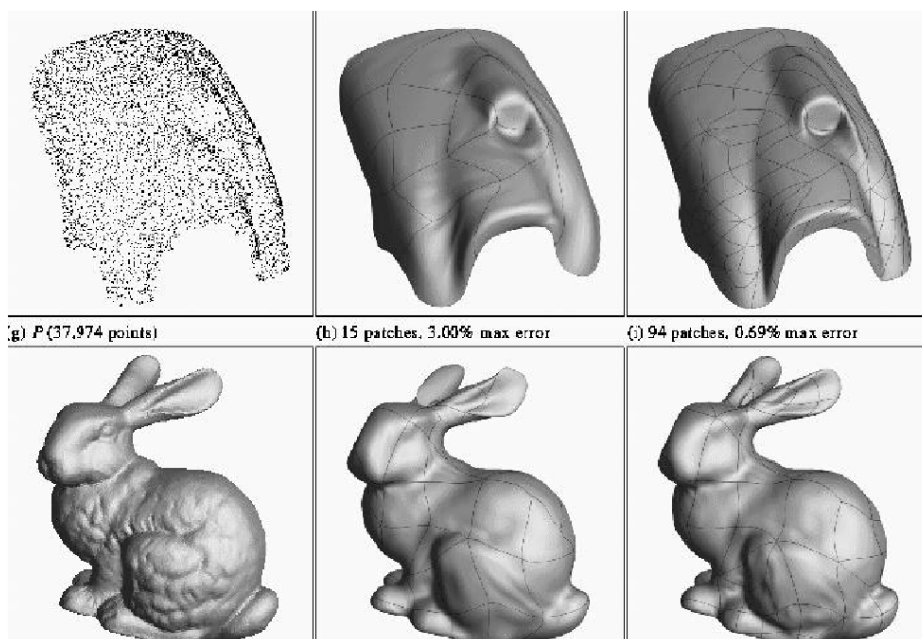 (g) P (37,974 points)
(h) 15 patches, 3.00% max error
(i) 94 patches, 0.69% max error